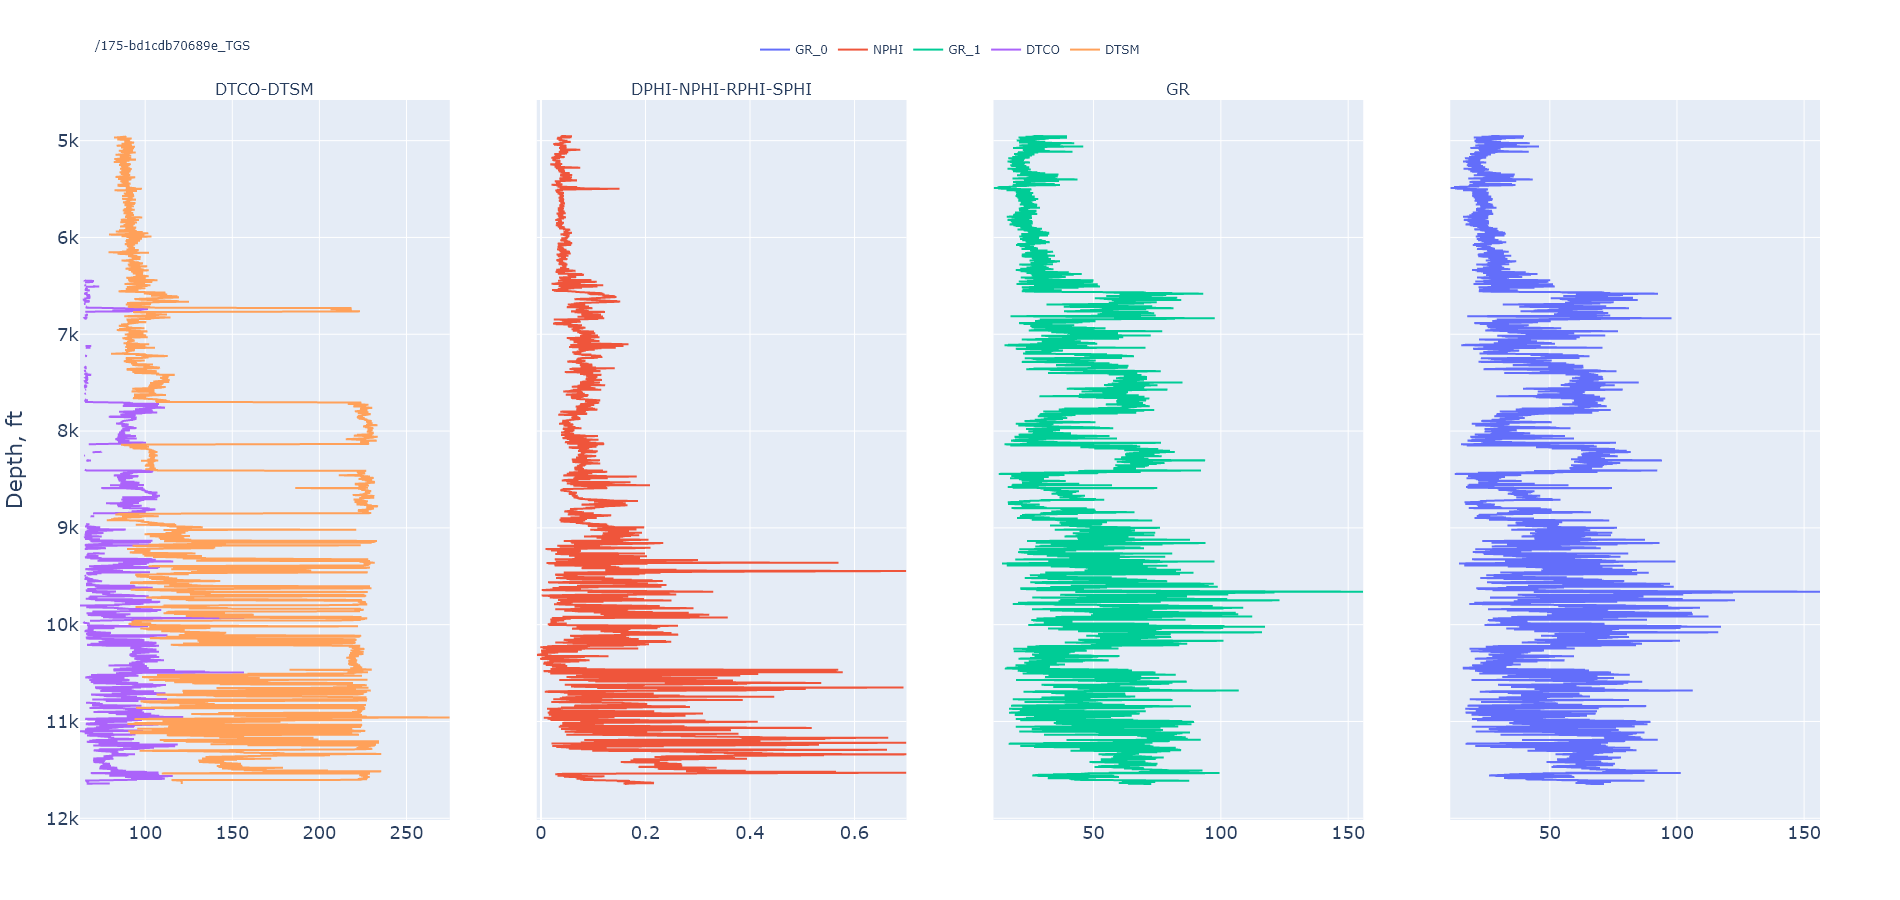 /175-bd1cdb70689e_TGS
GR_0 NPHI GR_1 DTCO DTSM
DTCO-DTSM DPHI-NPHI-RPHI-SPHI GR
Depth, ft
5k
6k
7k
8k
9k
10k
11k
12k
100 150 200 250 0 0.2 0.4 0.6 50 100 150 50 100 150